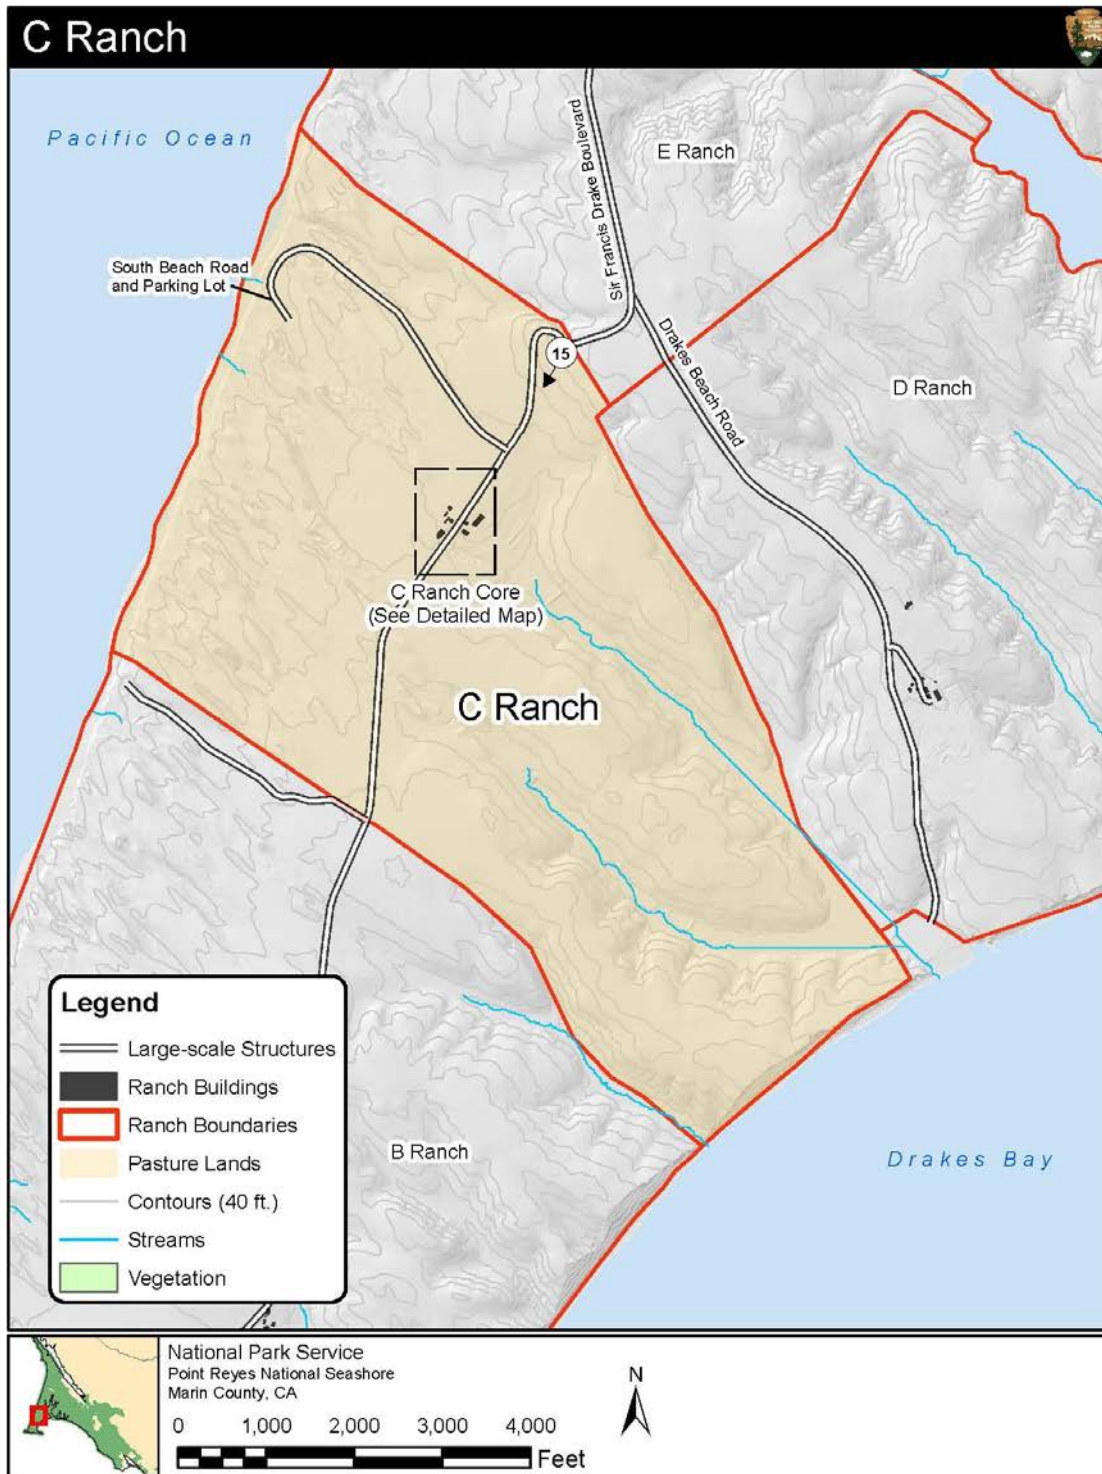 C Ranch
Pacific Ocean
Sir Francis Drake Boulevard
E Ranch
South Beach Road
and Parking Lot
15
Drakes Beach Road
D Ranch
C Ranch Core
(See Detailed Map)
C Ranch
B Ranch
Drakes Bay
Legend
Large-scale Structures
Ranch Buildings
Ranch Boundaries
Pasture Lands
Contours (40 ft.)
Streams
Vegetation
National Park Service
Point Reyes National Seashore
Marin County, CA
N
0 1,000 2,000 3,000 4,000
Feet